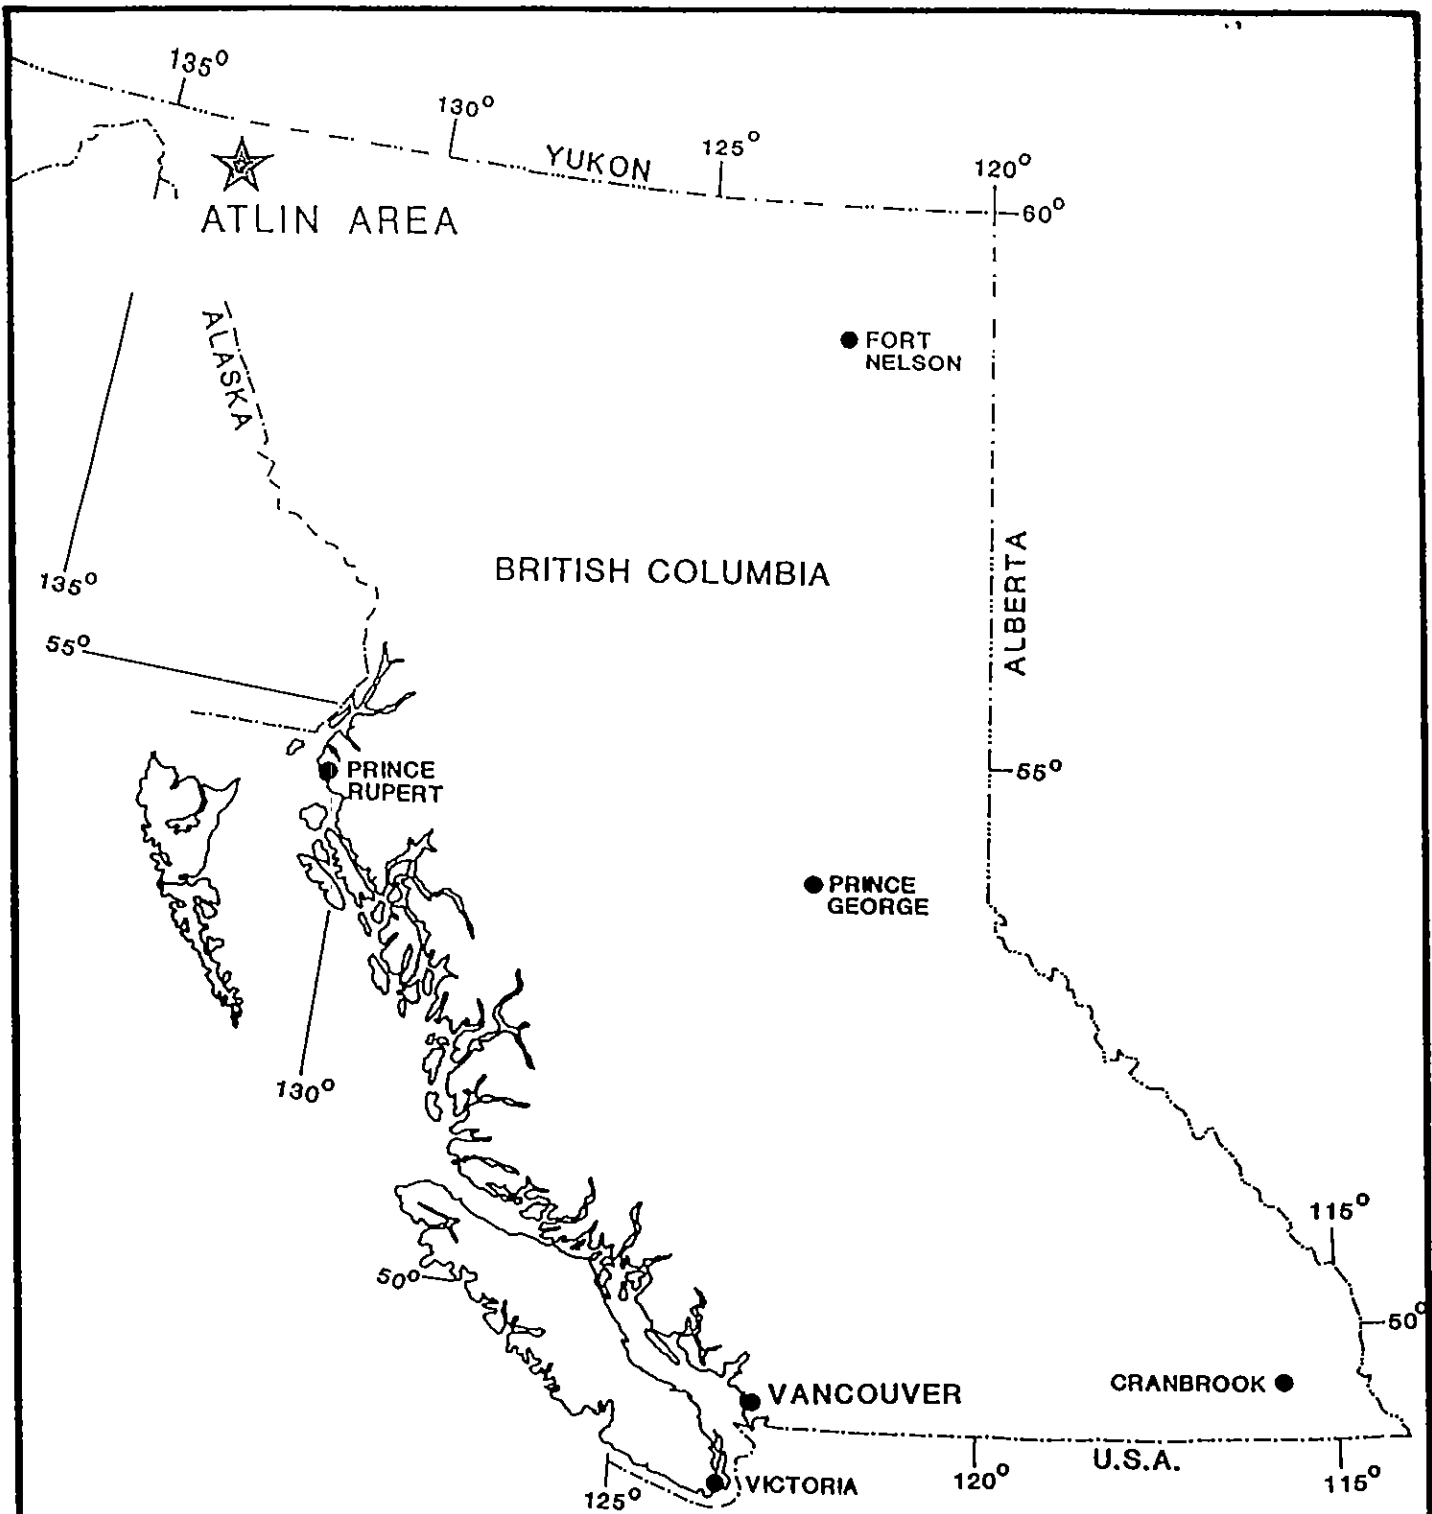 135°
130°
125°
YUKON
120°
60°
ATLIN AREA
ALASKA
FORT
NELSON
ALBERTA
BRITISH COLUMBIA
135°
55°
PRINCE
RUPERT
55°
PRINCE
GEORGE
130°
115°
50°
50°
CRANBROOK
VANCOUVER
U.S.A.
120°
115°
VICTORIA
125°